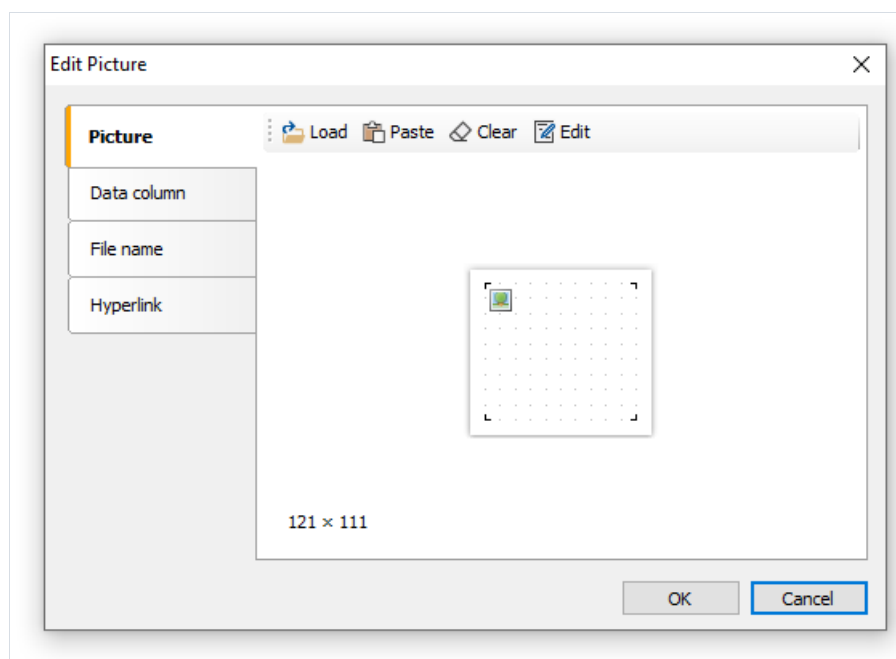 Edit Picture
Picture
Load Paste Clear Edit
Data column
File name
Hyperlink
121 × 111
OK Cancel